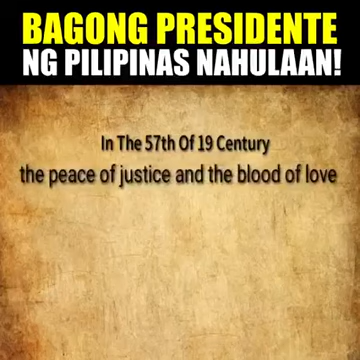 BAGONG PRESIDENTE
NG PILIPINAS NAHULAAN!
In The 57th Of 19 Century
the peace of justice and the blood of love